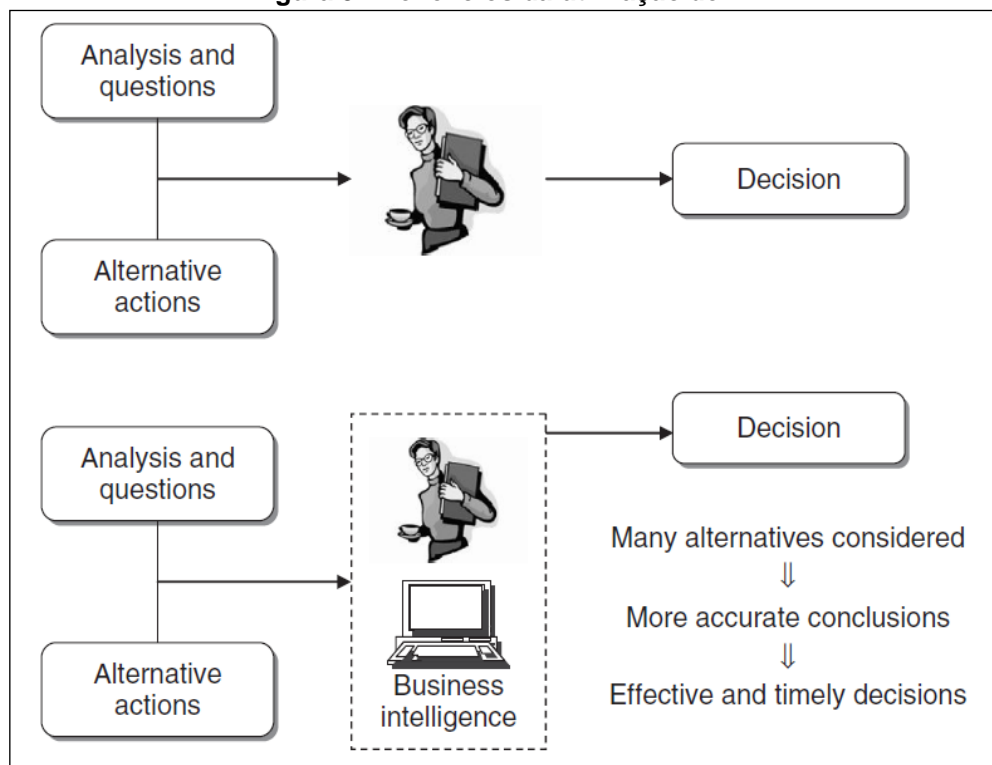 Analysis and
questions
Decision
Alternative
actions
Analysis and
questions
Decision
Many alternatives considered
⇓
More accurate conclusions
⇓
Effective and timely decisions
Alternative
actions
Business
intelligence